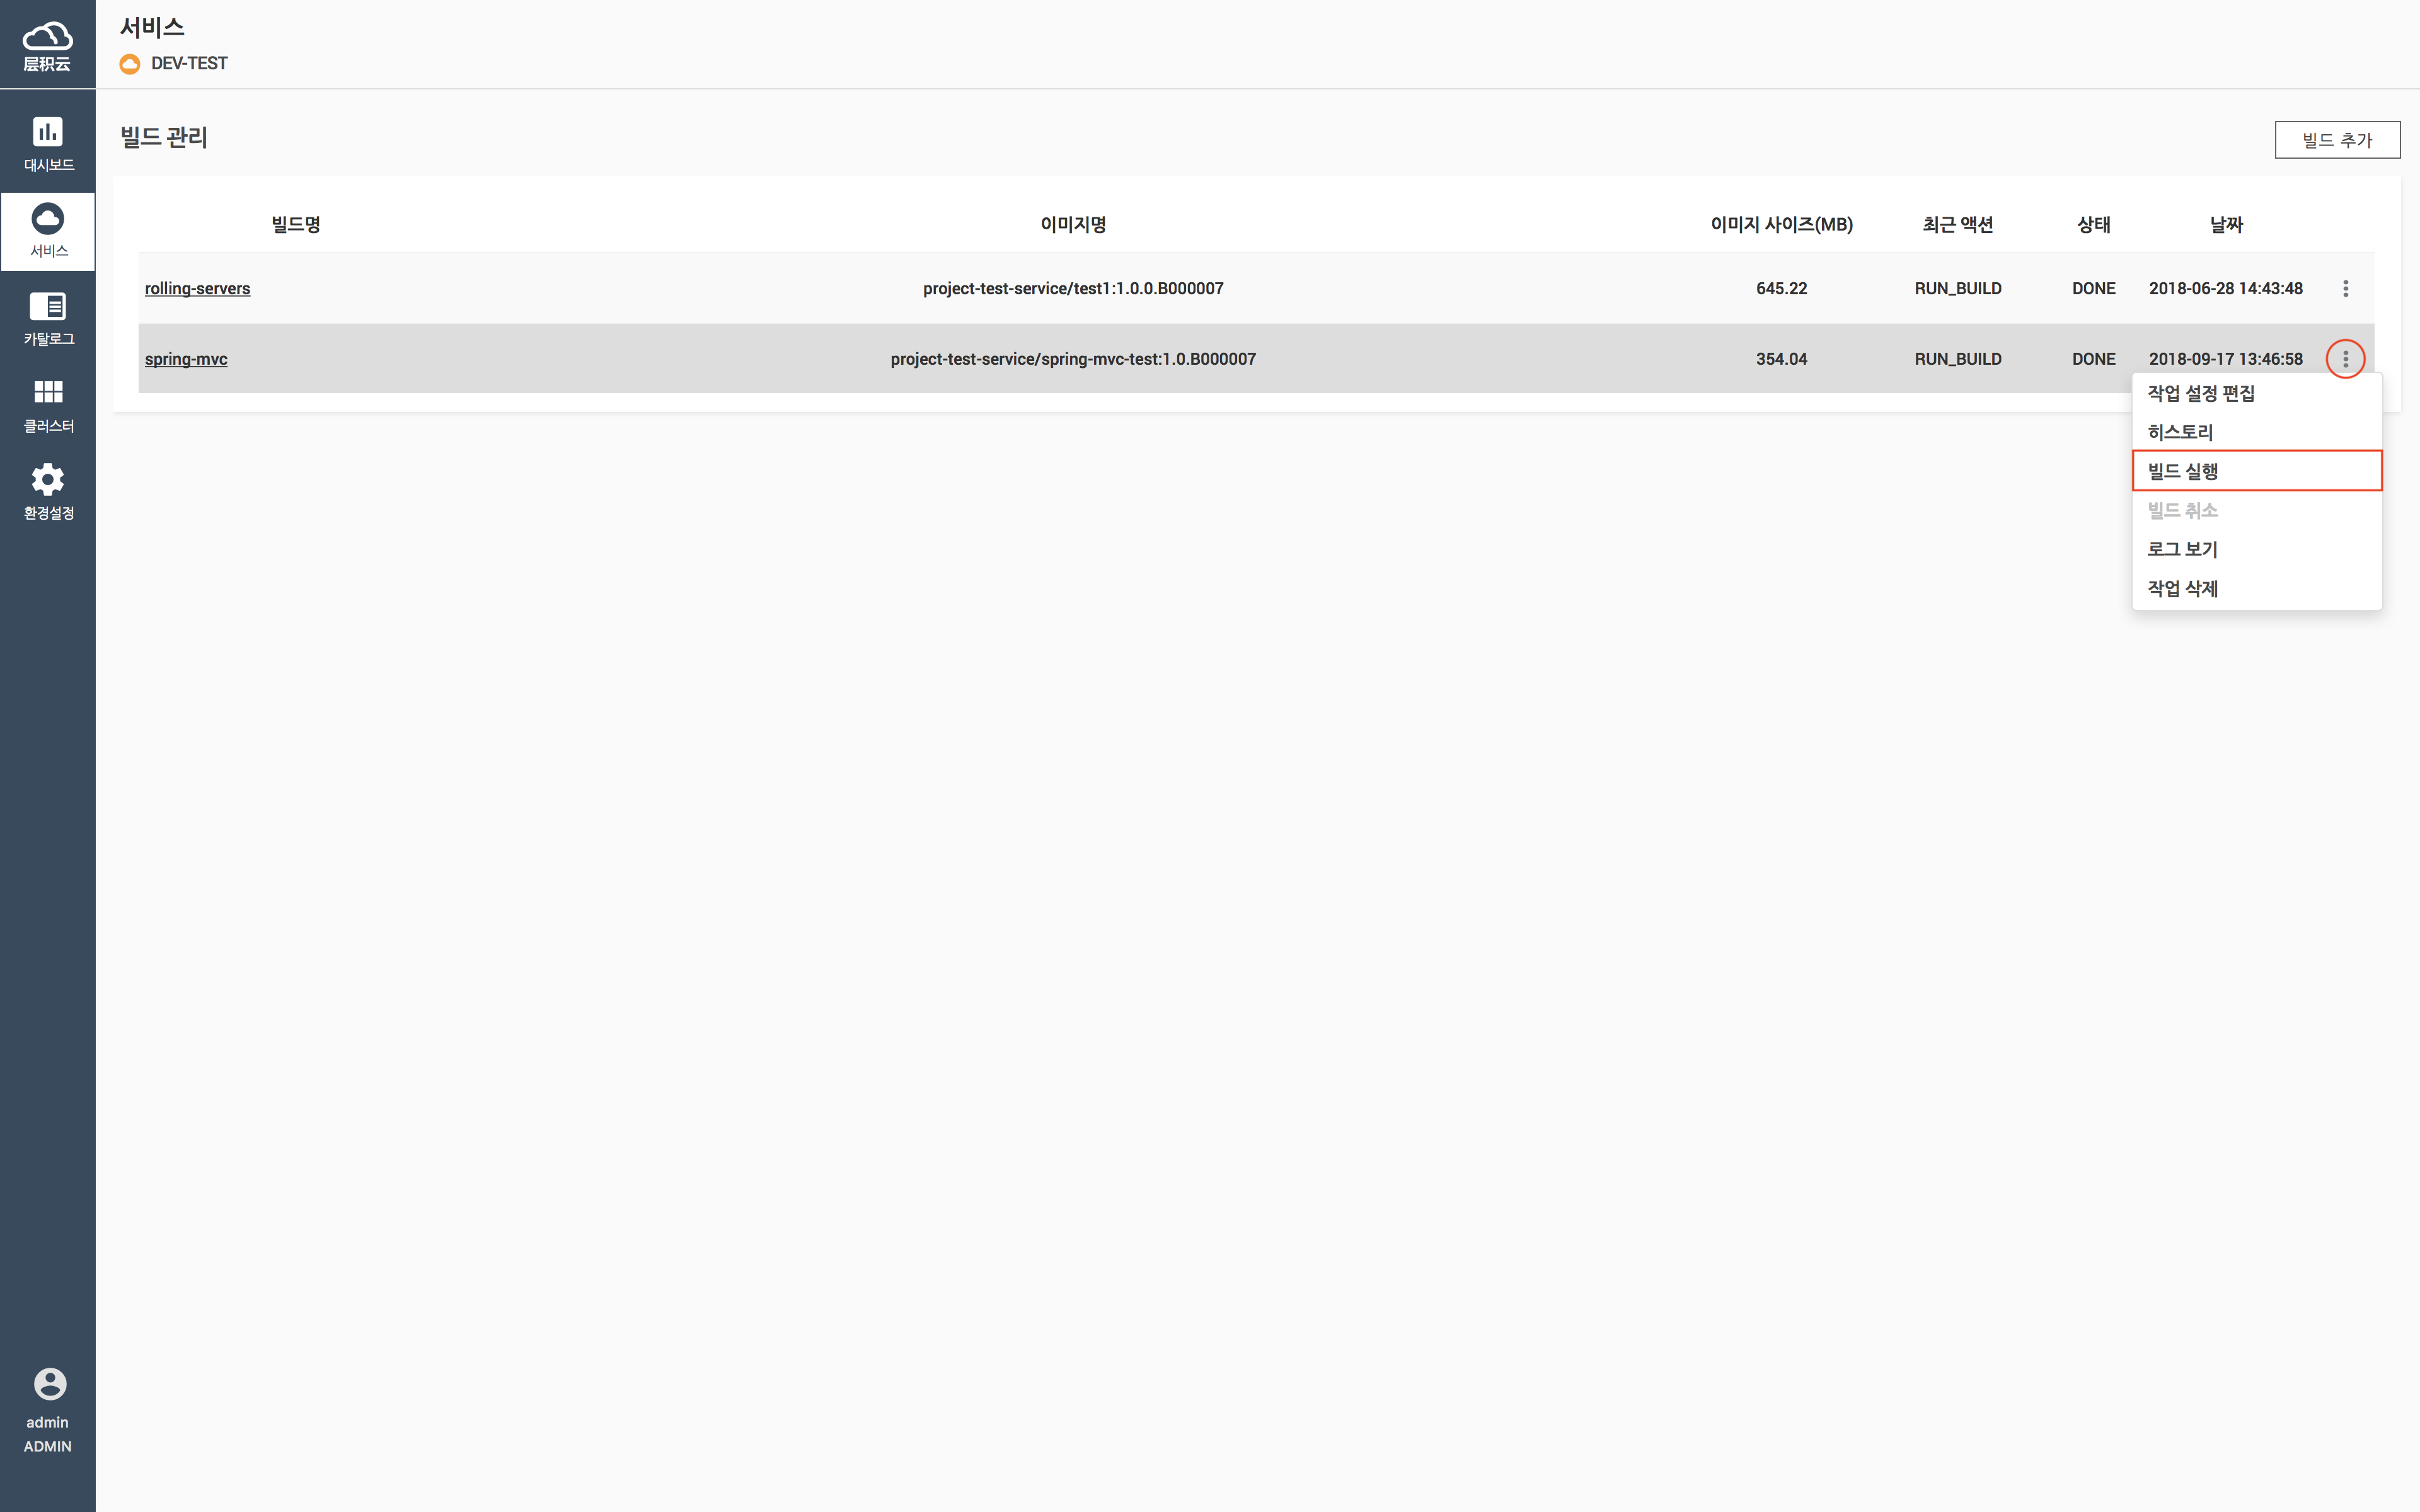 层积云
대시보드
서비스
카탈로그
클러스터
환경설정
admin
ADMIN
서비스
DEV-TEST
빌드 관리
빌드 추가
빌드명 이미지명 이미지 사이즈(MB) 최근 액션 상태 날짜
rolling-servers project-test-service/test1:1.0.0.B000007 645.22 RUN_BUILD DONE 2018-06-28 14:43:48
spring-mvc project-test-service/spring-mvc-test:1.0.B000007 354.04 RUN_BUILD DONE 2018-09-17 13:46:58
작업 설정 편집
히스토리
빌드 실행
빌드 취소
로그 보기
작업 삭제